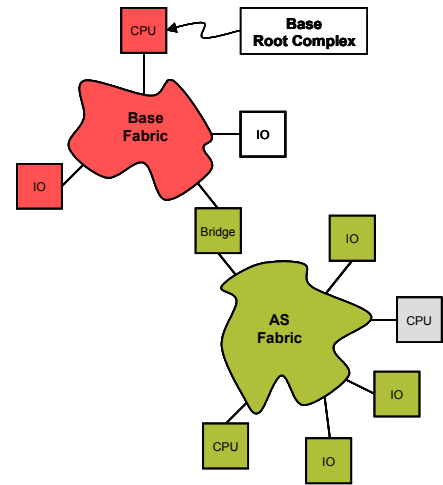 CPU
Base
Root Complex
Base
Fabric
IO
IO
Bridge
IO
AS
Fabric
CPU
IO
CPU
IO